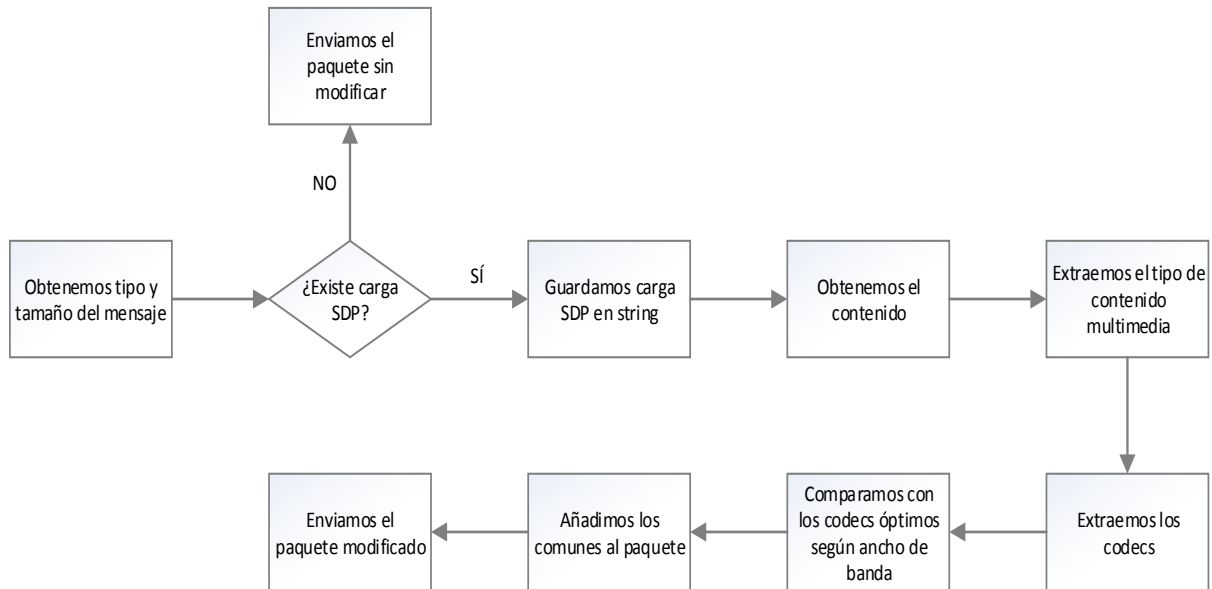 Enviamos el
paquete sin
modificar
NO
Obtenemos tipo y
tamaño del mensaje
¿Existe carga
SDP?
SÍ
Guardamos carga
SDP en string
Obtenemos el
contenido
Extraemos el tipo de
contenido
multimedia
Extraemos los
codecs
Comparamos con
los codecs óptimos
según ancho de
banda
Añadimos los
comunes al paquete
Enviamos el
paquete modificado